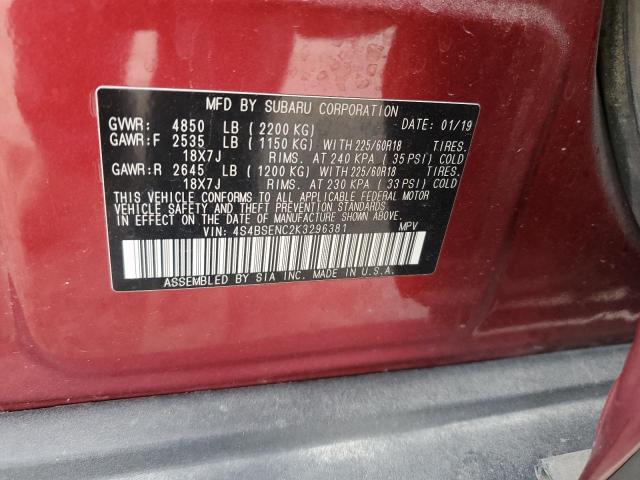 MFD BY SUBARU CORPORATION
GVWR: 4850 LB ( 2200 KG) DATE: 01/19
GAWR:F 2535 LB ( 1150 KG) WITH 225/60R18 TIRES.
18X7J RIMS. AT 240 KPA ( 35 PSI) COLD
GAWR:R 2645 LB ( 1200 KG) WITH 225/60R18 TIRES.
18X7J RIMS. AT 230 KPA ( 33 PSI) COLD
THIS VEHICLE CONFORMS TO ALL APPLICABLE FEDERAL MOTOR
VEHICLE SAFETY AND THEFT PREVENTION STANDARDS IN EFFECT
ON THE DATE OF MANUFACTURE SHOWN ABOVE.
VIN: 4S4BSENC2K3296381 MPV
ASSEMBLED BY SIA INC. MADE IN U.S.A.